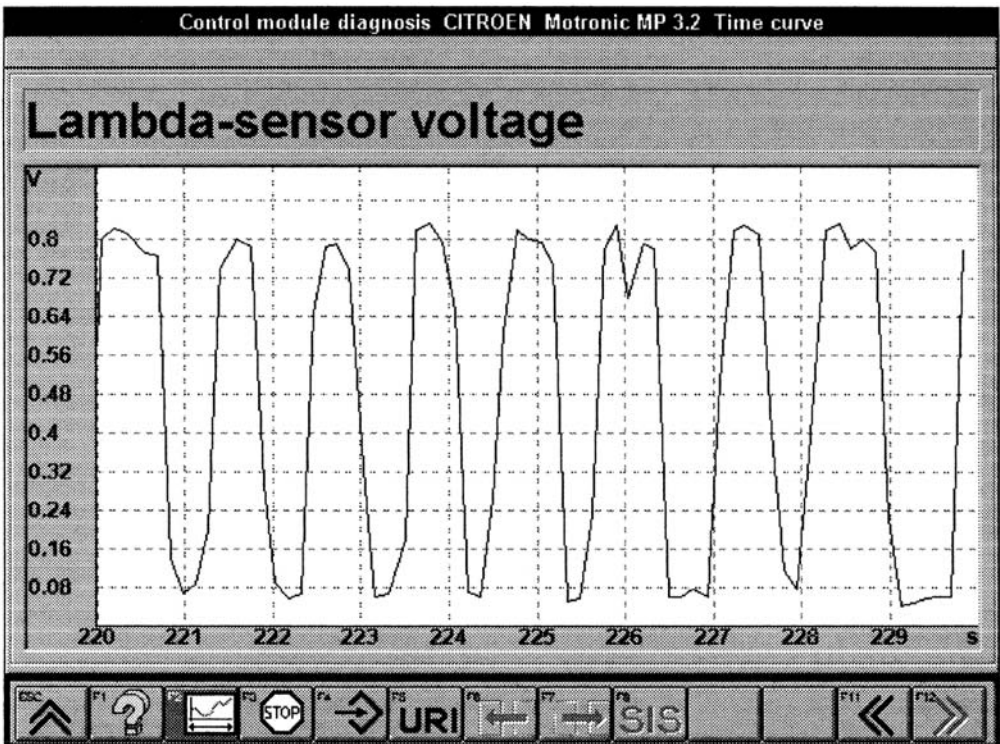 Control module diagnosis CITROEN Motronic MP 3.2 Time curve
Lambda-sensor voltage
V
0.8
0.72
0.64
0.56
0.48
0.4
0.32
0.24
0.16
0.08
220 221 222 223 224 225 226 227 228 229 s
ESC F1 F2 F3 STOP F4 F5 URI F6 F7 F8 SIS F11 F12